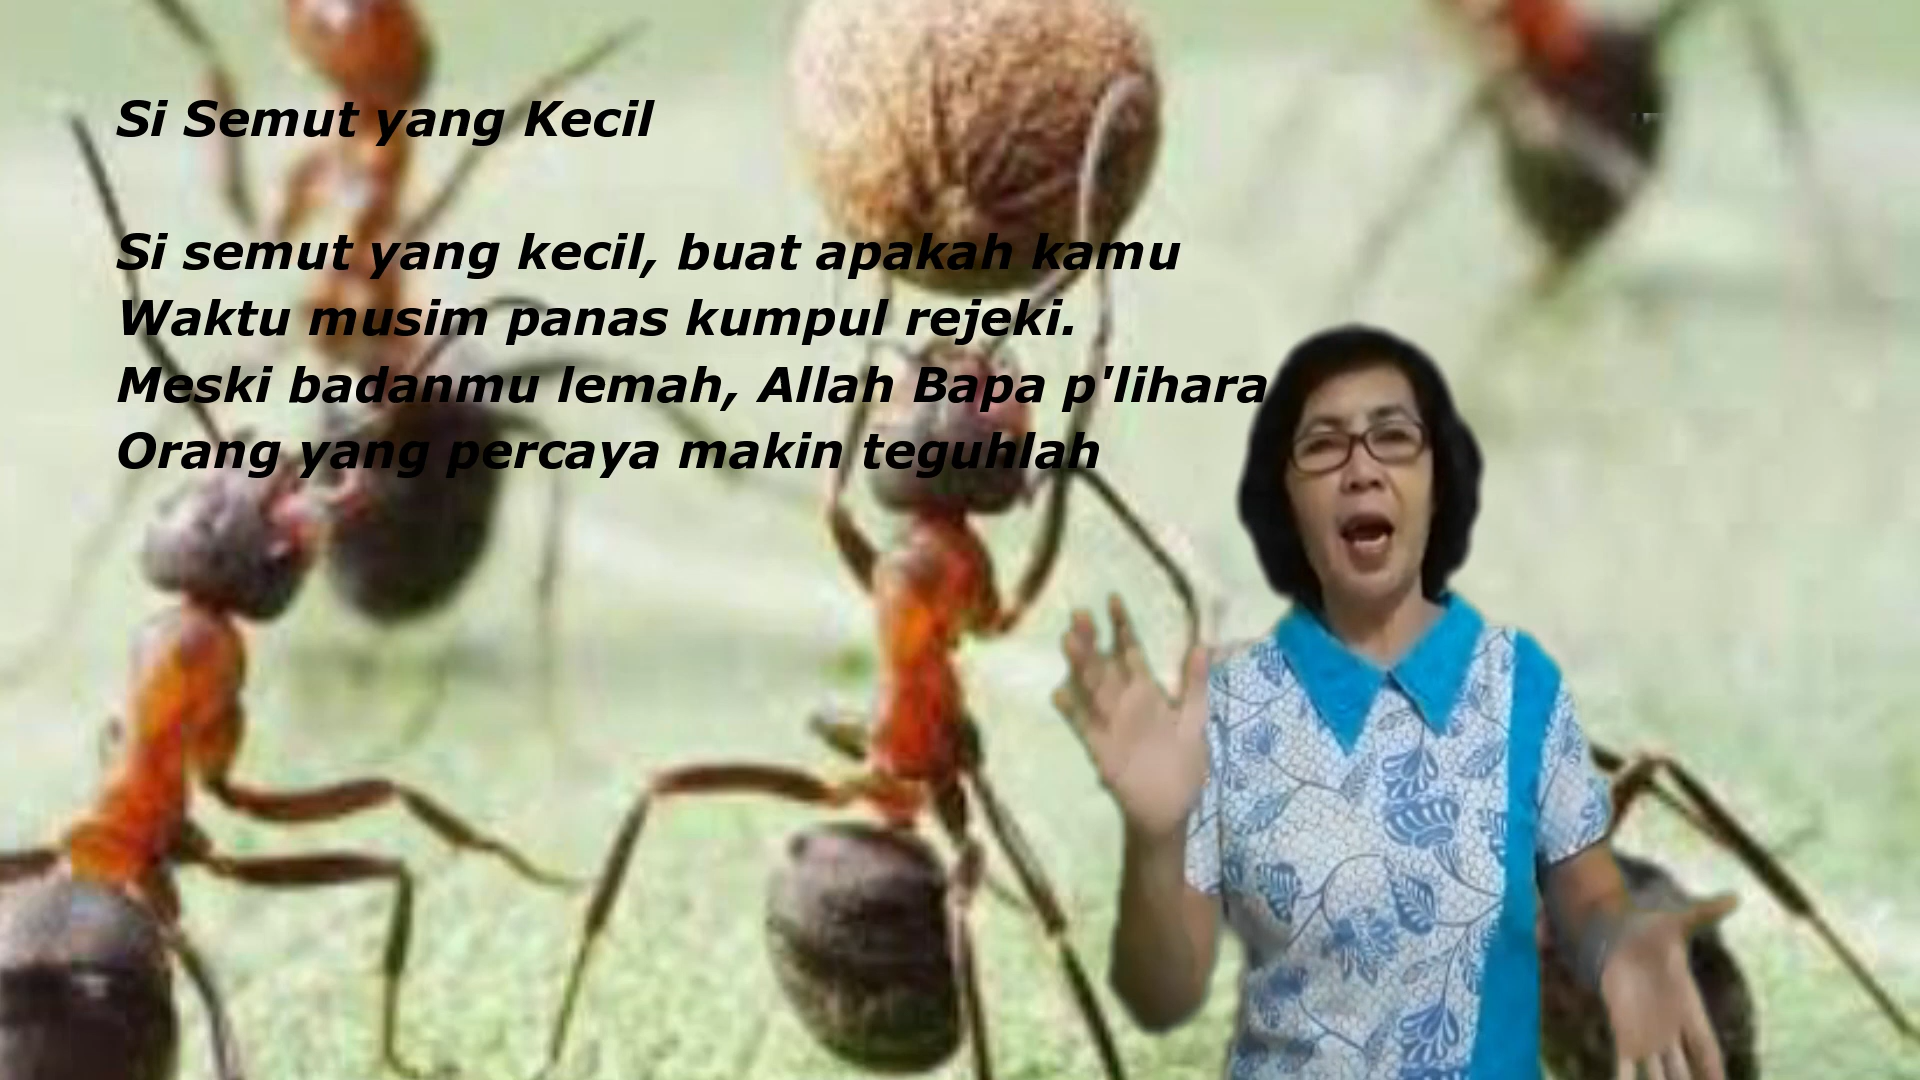 Si Semut yang Kecil
Si semut yang kecil, buat apakah kamu
Waktu musim panas kumpul rejeki.
Meski badanmu lemah, Allah Bapa p'lihara
Orang yang percaya makin teguhlah